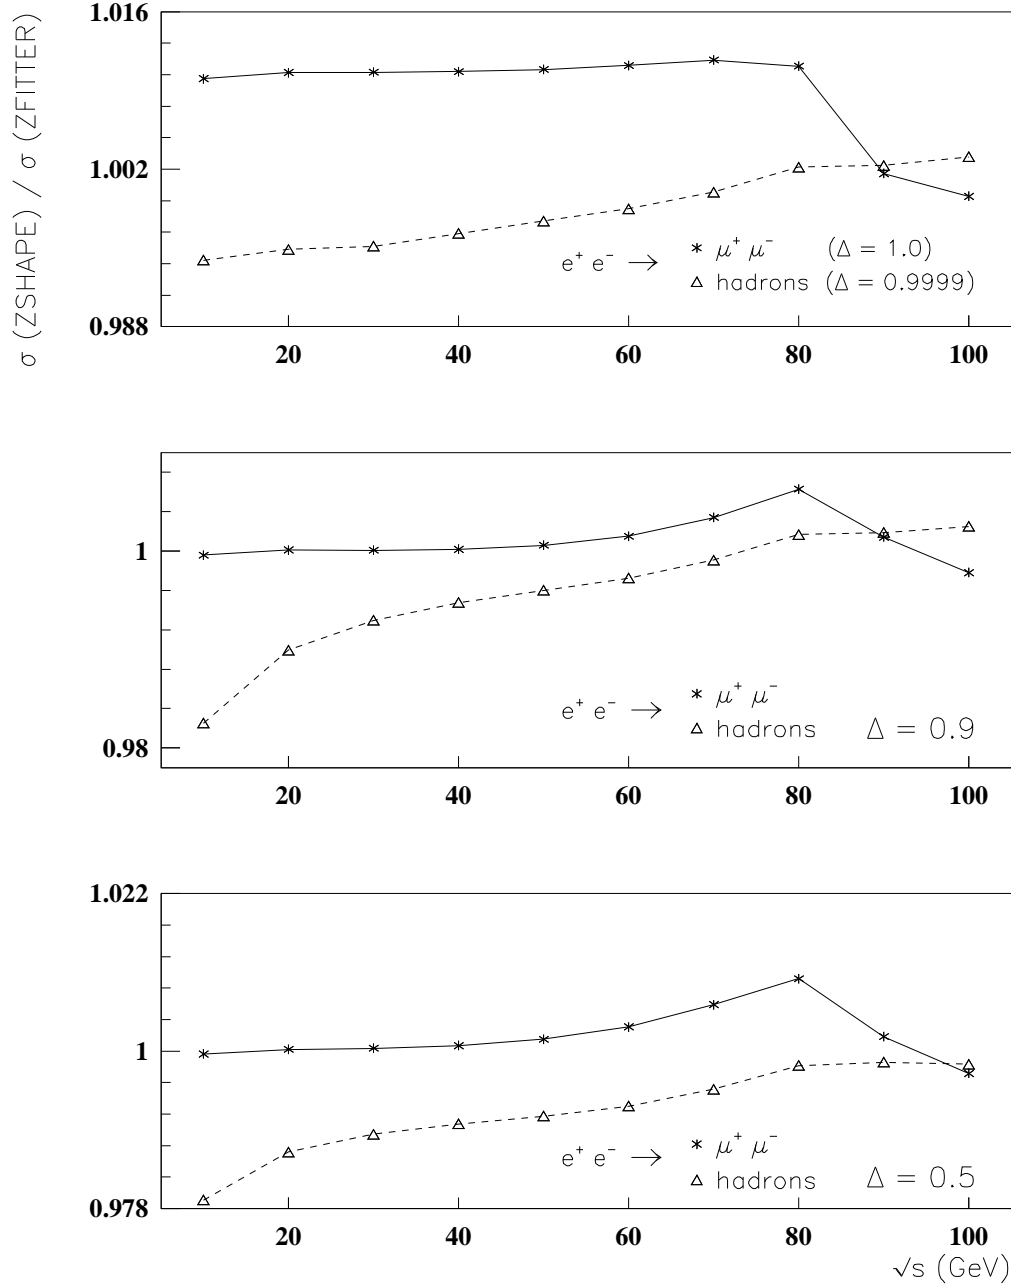 σ (ZSHAPE) / σ (ZFITTER)
1.016
1.002
0.988
e⁺ e⁻ → * μ⁺ μ⁻ (Δ = 1.0)
△ hadrons (Δ = 0.9999)
20 40 60 80 100
1
0.98
e⁺ e⁻ → * μ⁺ μ⁻
△ hadrons Δ = 0.9
20 40 60 80 100
1.022
1
0.978
e⁺ e⁻ → * μ⁺ μ⁻
△ hadrons Δ = 0.5
20 40 60 80 100
√s (GeV)